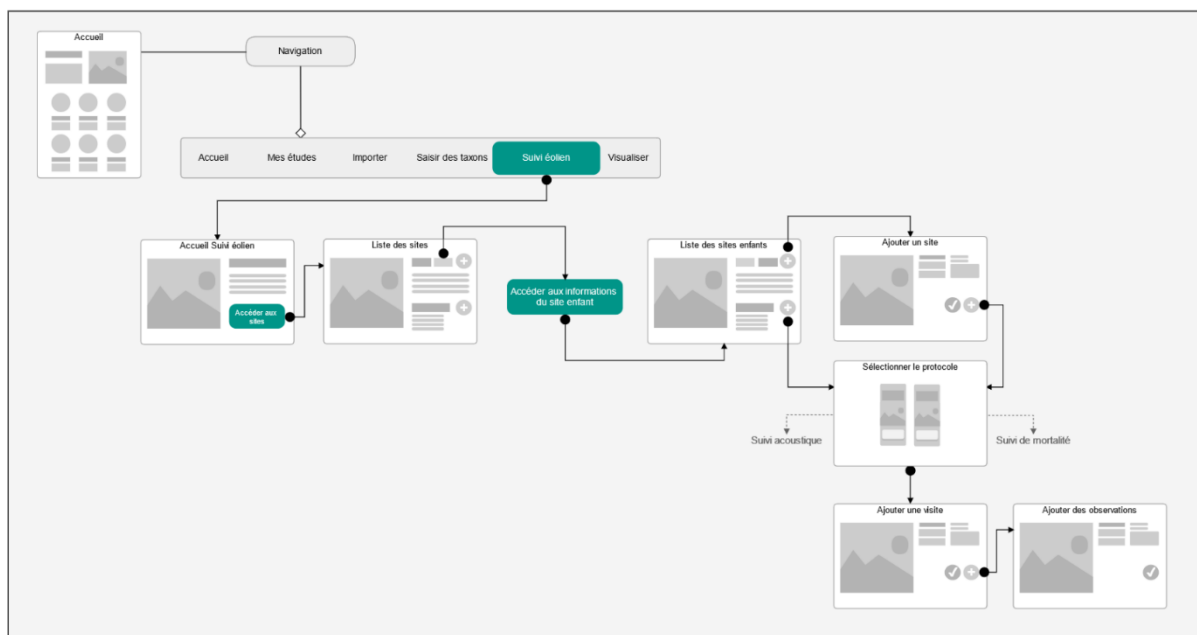 Accueil
Navigation
Accueil
Mes études
Importer
Saisir des taxons
Suivi éolien
Visualiser
Accueil Suivi éolien
Accéder aux
sites
Liste des sites
Accéder aux informations
du site enfant
Liste des sites enfants
Ajouter un site
Sélectionner le protocole
Suivi acoustique
Suivi de mortalité
Ajouter une visite
Ajouter des observations